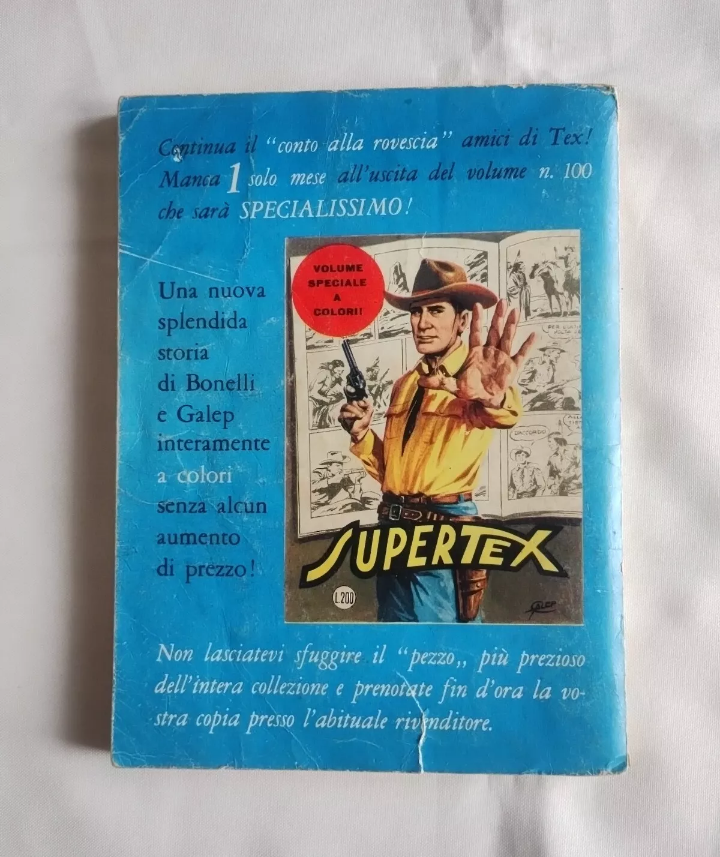 Continua il "conto alla rovescia" amici di Tex!
Manca 1 solo mese all'uscita del volume n. 100
che sarà SPECIALISSIMO!
Una nuova
splendida
storia
di Bonelli
e Galep
interamente
a colori
senza alcun
aumento
di prezzo!
VOLUME
SPECIALE
A
COLORI!
SUPERTEX
L.200
GALEP
Non lasciatevi sfuggire il "pezzo„ più prezioso
dell'intera collezione e prenotate fin d'ora la vo-
stra copia presso l'abituale rivenditore.